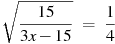 √(15/(3x − 15)) = 1/4